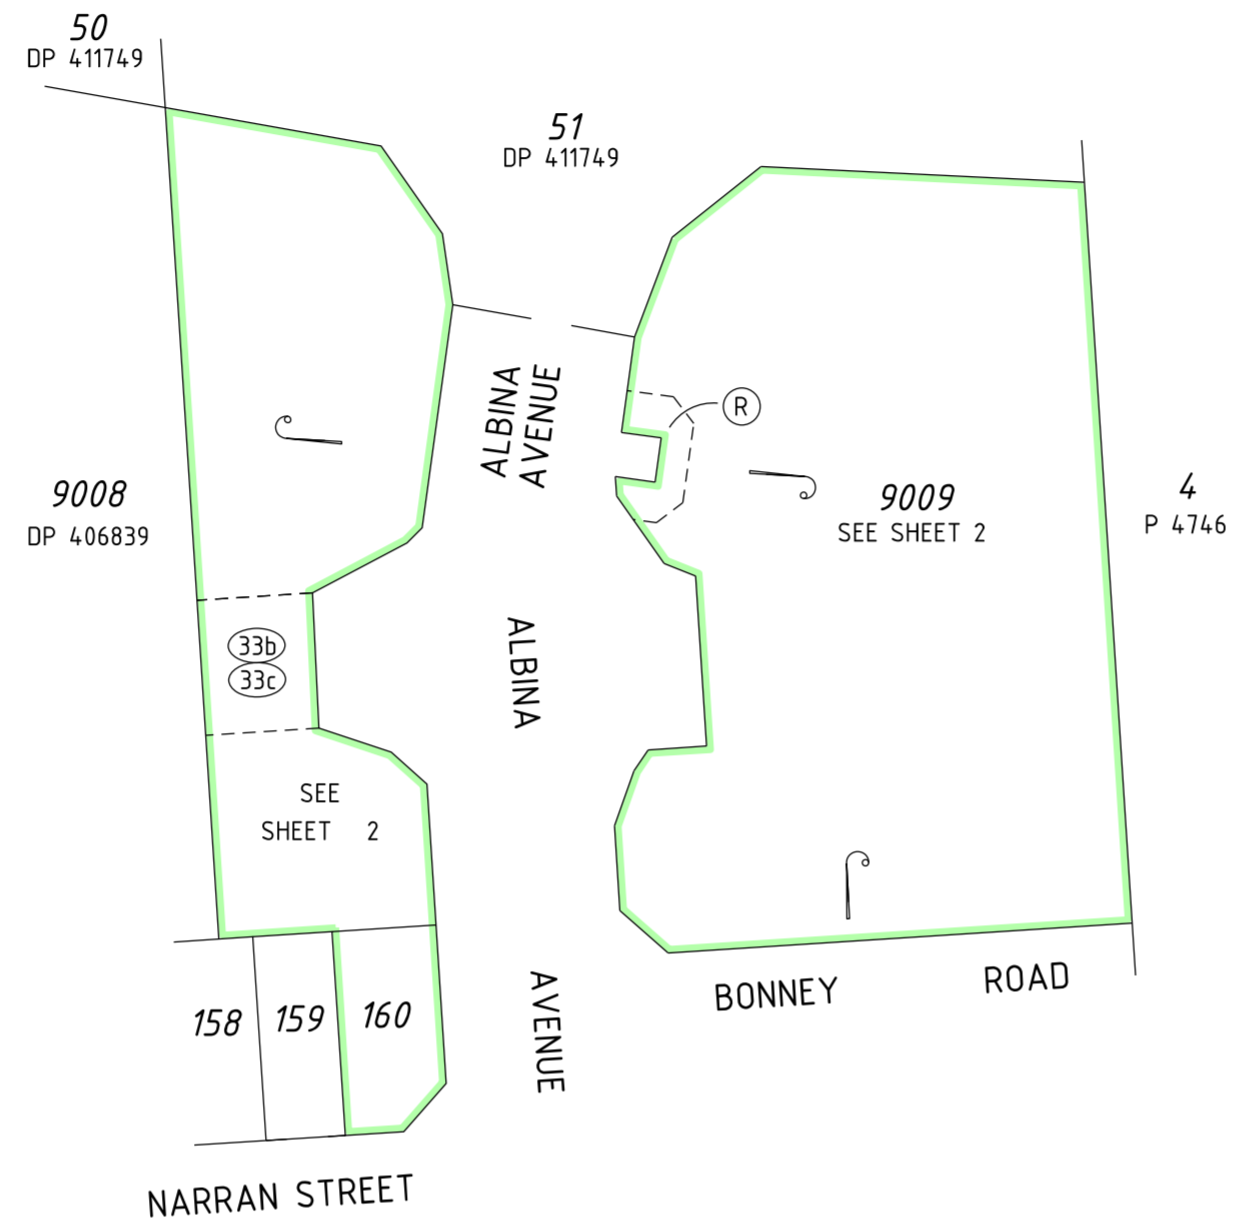 50
DP 411749
51
DP 411749
ALBINA
AVENUE
R
9008
DP 406839
9009
SEE SHEET 2
4
P 4746
33b
33c
ALBINA
SEE
SHEET 2
AVENUE
BONNEY ROAD
158 159 160
NARRAN STREET